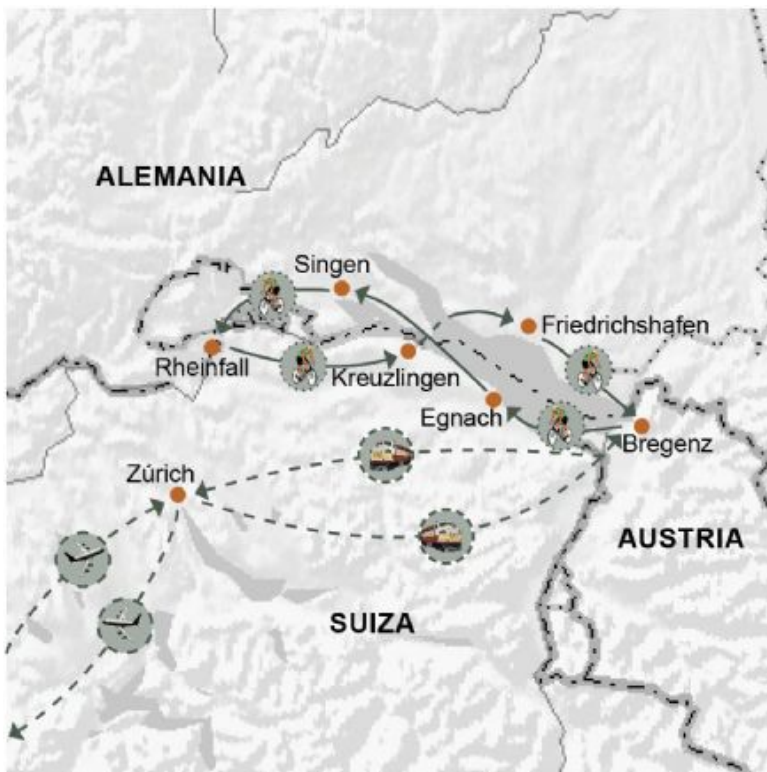 ALEMANIA
Singen
Friedrichshafen
Rheinfall
Kreuzlingen
Egnach
Bregenz
Zúrich
AUSTRIA
SUIZA